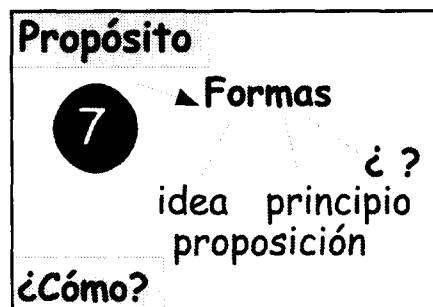 Propósito
7
Formas
¿ ?
idea principio
proposición
¿Cómo?